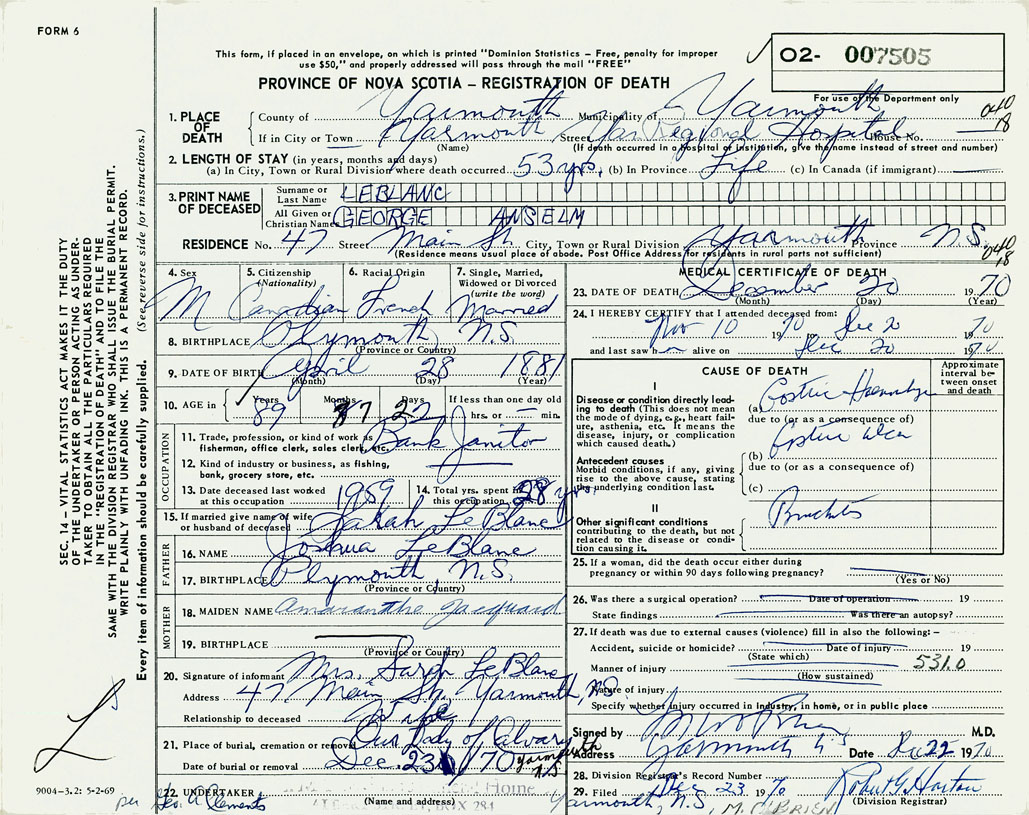 FORM 6
This form, if placed in an envelope, on which is printed "Dominion Statistics – Free, penalty for improper
use $50," and properly addressed will pass through the mail "FREE"
O2- 007505
For use of the Department only
PROVINCE OF NOVA SCOTIA – REGISTRATION OF DEATH
1. PLACE OF DEATH
County of Yarmouth Municipality of Yarmouth
If in City or Town Yarmouth Street Yar Regional Hospital House No.
(Name) (If death occurred in a hospital or institution, give the name instead of street and number)
040
18
2. LENGTH OF STAY (in years, months and days)
(a) In City, Town or Rural Division where death occurred 53 yrs. (b) In Province Life (c) In Canada (if immigrant)
3. PRINT NAME OF DECEASED
Surname or Last Name LEBLANC
All Given or Christian Names GEORGE ANSELM
RESIDENCE No. 47 Street Main St. City, Town or Rural Division Yarmouth Province N.S.
(Residence means usual place of abode. Post Office Address for residents in rural parts not sufficient)
040
18
4. Sex M
5. Citizenship (Nationality) Canadian
6. Racial Origin French
7. Single, Married, Widowed or Divorced (write the word) Married
8. BIRTHPLACE Plymouth N.S.
(Province or Country)
9. DATE OF BIRTH April 28 1881
(Month) (Day) (Year)
10. AGE in Years Months Days If less than one day old
89 7 22 hrs. or min.
OCCUPATION
11. Trade, profession, or kind of work as fisherman, office clerk, sales clerk, etc. Bank Janitor
12. Kind of industry or business, as fishing, bank, grocery store, etc.
13. Date deceased last worked at this occupation 1959
14. Total yrs. spent in this occupation 28 yrs.
15. If married give name of wife or husband of deceased Sarah LeBlanc
FATHER
16. NAME Joshua LeBlanc
17. BIRTHPLACE Plymouth, N.S.
(Province or Country)
MOTHER
18. MAIDEN NAME Amaranthe Jacquard
19. BIRTHPLACE
(Province or Country)
20. Signature of informant Mrs. Sarah LeBlanc
Address 47 Main St., Yarmouth, N.S.
Relationship to deceased Wife
21. Place of burial, cremation or removal Our Lady of Calvary
Date of burial or removal Dec. 23 / 70 Yarmouth N.S.
22. UNDERTAKER Home
BOX 284
(Name and address) Yarmouth, N.S.
per Geo. A Clements
MEDICAL CERTIFICATE OF DEATH
23. DATE OF DEATH December 20 1970
(Month) (Day) (Year)
24. I HEREBY CERTIFY that I attended deceased from:
Nov 10 1970 to Dec 20 1970
and last saw h alive on Dec 20 1970
CAUSE OF DEATH
Approximate interval between onset and death
I
Disease or condition directly leading to death (This does not mean the mode of dying, e.g., heart failure, asthenia, etc. It means the disease, injury, or complication which caused death.)
(a) Gastric Hemorrhage
due to (or as a consequence of)
Antecedent causes
Morbid conditions, if any, giving rise to the above cause, stating the underlying condition last.
(b) Gastric ulcer
due to (or as a consequence of)
(c)
II
Other significant conditions contributing to the death, but not related to the disease or condition causing it.
Bronchitis
25. If a woman, did the death occur either during pregnancy or within 90 days following pregnancy?
(Yes or No)
26. Was there a surgical operation? Date of operation 19
State findings Was there an autopsy?
27. If death was due to external causes (violence) fill in also the following: –
Accident, suicide or homicide? Date of injury 19
(State which)
Manner of injury 531.0
(How sustained)
Nature of injury
Specify whether injury occurred in industry, in home, or in public place
Signed by M.D.
Address Yarmouth NS Date Dec 22 1970
28. Division Registrar's Record Number
29. Filed Dec 23 1970 Robert G. Horton
(Division Registrar)
M. O'BRIEN
9004-3.2: 5-2-69
SEC. 14 – VITAL STATISTICS ACT MAKES IT THE DUTY
OF THE UNDERTAKER OR PERSON ACTING AS UNDER-
TAKER TO OBTAIN ALL THE PARTICULARS REQUIRED
IN THE "REGISTRATION OF DEATH" AND TO FILE THE
SAME WITH THE DIVISION REGISTRAR WHO SHALL ISSUE THE BURIAL PERMIT.
WRITE PLAINLY WITH UNFADING INK. THIS IS A PERMANENT RECORD.
Every item of information should be carefully supplied. (See reverse side for instructions.)